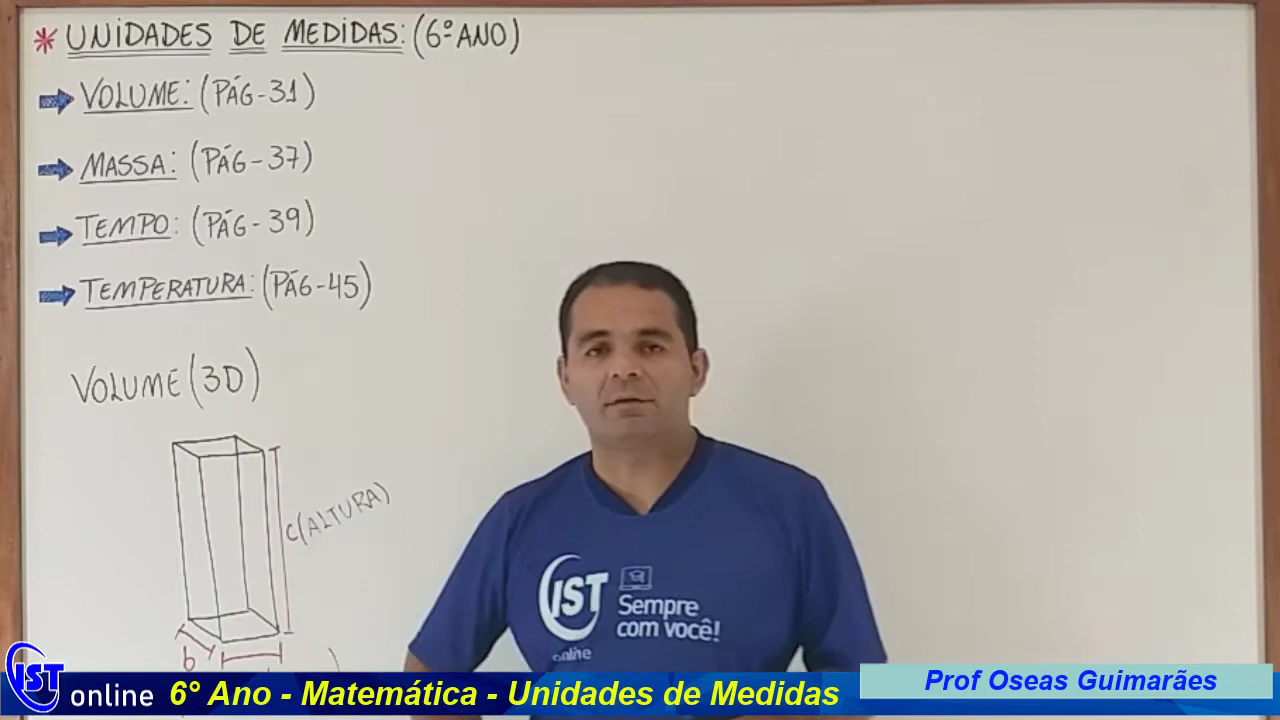 * UNIDADES DE MEDIDAS: (6º ANO)
VOLUME: (PÁG-31)
MASSA: (PÁG-37)
TEMPO: (PÁG-39)
TEMPERATURA: (PÁG-45)
VOLUME (3D)
C (ALTURA)
b
IST
Sempre
com você!
online
IST online 6° Ano - Matemática - Unidades de Medidas
Prof Oseas Guimarães